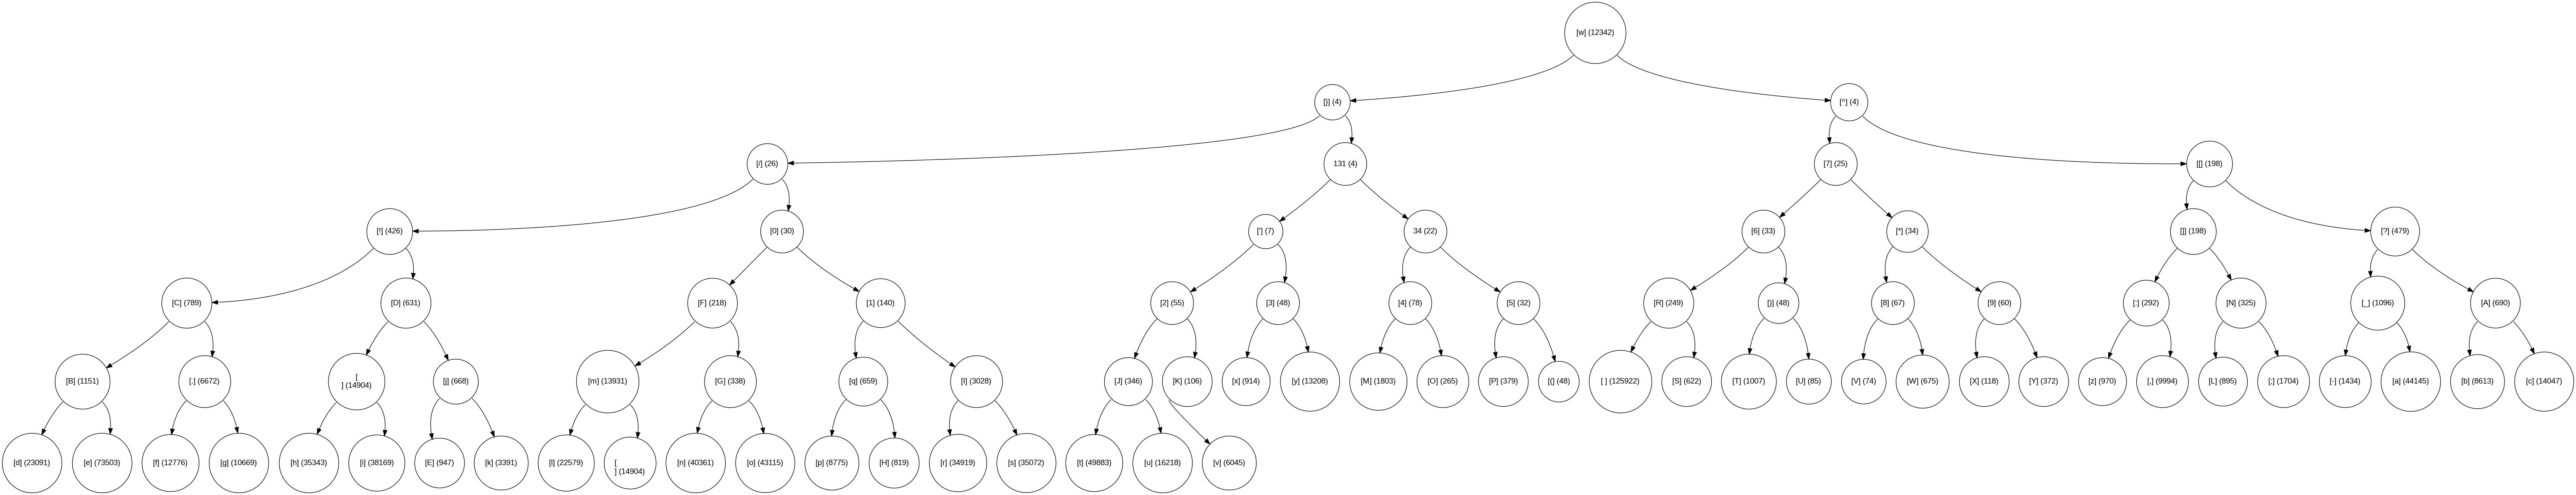 [w] (12342)
[}] (4)
[^] (4)
[/] (26)
131 (4)
[7] (25)
[[] (198)
[!] (426)
[0] (30)
['] (7)
34 (22)
[6] (33)
[*] (34)
[]] (198)
[?] (479)
[C] (789)
[D] (631)
[F] (218)
[1] (140)
[2] (55)
[3] (48)
[4] (78)
[5] (32)
[R] (249)
[)] (48)
[8] (67)
[9] (60)
[:] (292)
[N] (325)
[_] (1096)
[A] (690)
[B] (1151)
[.] (6672)
[
] (14904)
[j] (668)
[m] (13931)
[G] (338)
[q] (659)
[I] (3028)
[J] (346)
[K] (106)
[x] (914)
[y] (13208)
[M] (1803)
[O] (265)
[P] (379)
[(] (48)
[ ] (125922)
[S] (622)
[T] (1007)
[U] (85)
[V] (74)
[W] (675)
[X] (118)
[Y] (372)
[z] (970)
[,] (9994)
[L] (895)
[;] (1704)
[-] (1434)
[a] (44145)
[b] (8613)
[c] (14047)
[d] (23091)
[e] (73503)
[f] (12776)
[g] (10669)
[h] (35343)
[i] (38169)
[E] (947)
[k] (3391)
[l] (22579)
[
] (14904)
[n] (40361)
[o] (43115)
[p] (8775)
[H] (819)
[r] (34919)
[s] (35072)
[t] (49883)
[u] (16218)
[v] (6045)